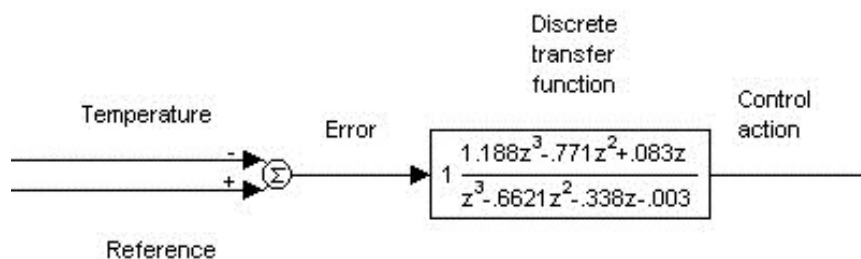 Discrete
transfer
function
Temperature
Error
Control
action
-
+
Σ
1 1.188z³-.771z²+.083z
z³-.6621z²-.338z-.003
Reference